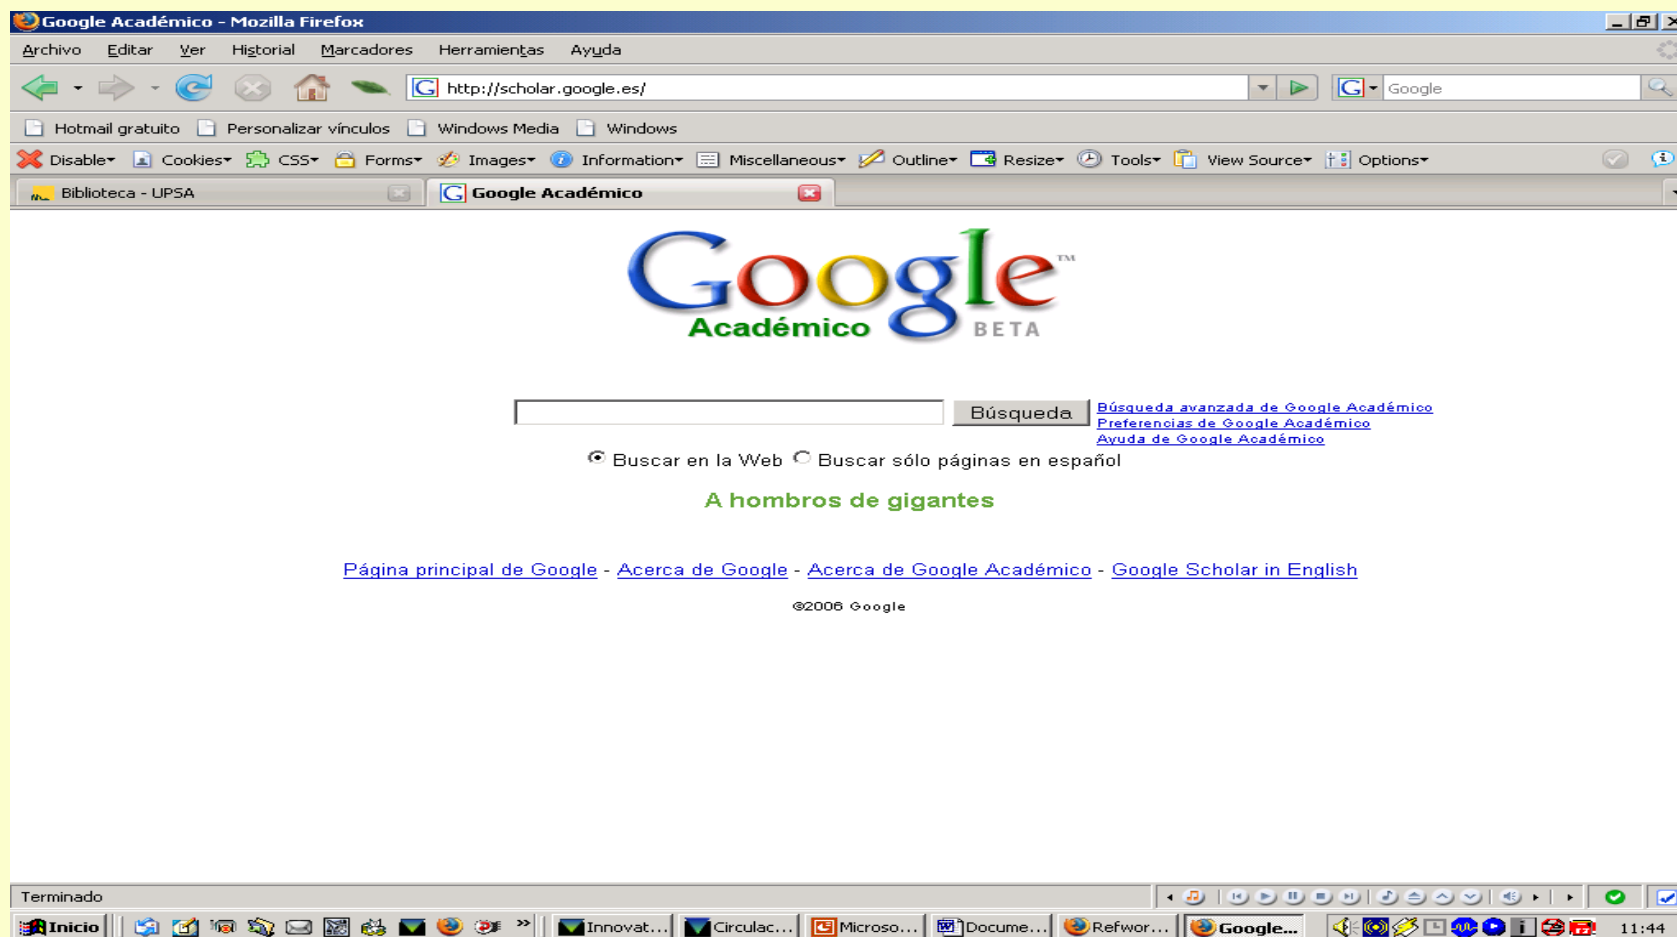 Google Académico - Mozilla Firefox
Archivo Editar Ver Historial Marcadores Herramientas Ayuda
http://scholar.google.es/ Google
Hotmail gratuito Personalizar vínculos Windows Media Windows
Disable Cookies CSS Forms Images Information Miscellaneous Outline Resize Tools View Source Options
Biblioteca - UPSA Google Académico
Google™
Académico BETA
Búsqueda
Búsqueda avanzada de Google Académico
Preferencias de Google Académico
Ayuda de Google Académico
Buscar en la Web Buscar sólo páginas en español
A hombros de gigantes
Página principal de Google - Acerca de Google - Acerca de Google Académico - Google Scholar in English
©2006 Google
Terminado
Inicio » Innovat... Circulac... Microso... Docume... Refwor... Google... 11:44